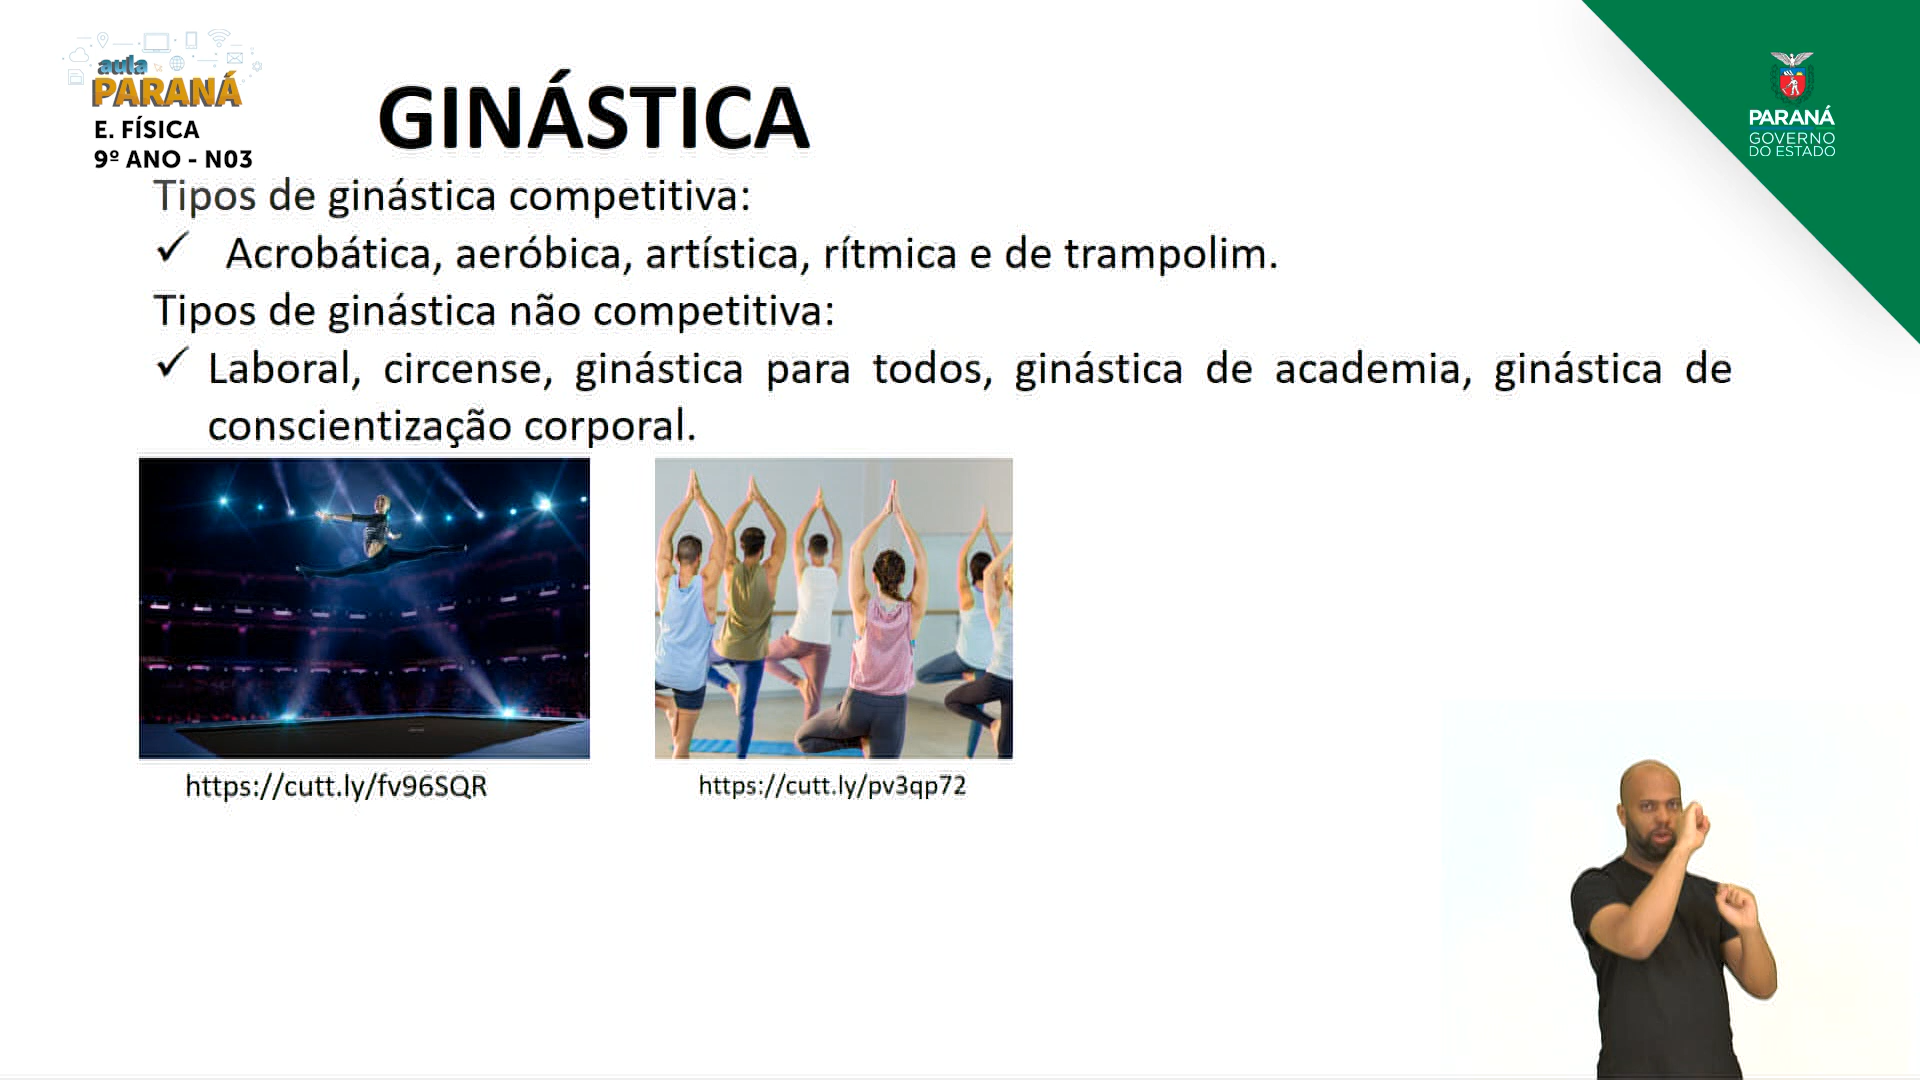 aula
PARANÁ
E. FÍSICA
9º ANO - N03
GINÁSTICA
PARANÁ
GOVERNO
DO ESTADO
Tipos de ginástica competitiva:
✓ Acrobática, aeróbica, artística, rítmica e de trampolim.
Tipos de ginástica não competitiva:
✓ Laboral, circense, ginástica para todos, ginástica de academia, ginástica de
conscientização corporal.
https://cutt.ly/fv96SQR
https://cutt.ly/pv3qp72